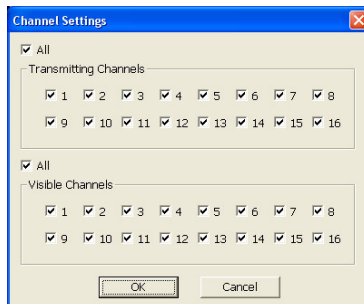 Channel Settings
All
Transmitting Channels
1 2 3 4 5 6 7 8
9 10 11 12 13 14 15 16
All
Visible Channels
1 2 3 4 5 6 7 8
9 10 11 12 13 14 15 16
OK Cancel